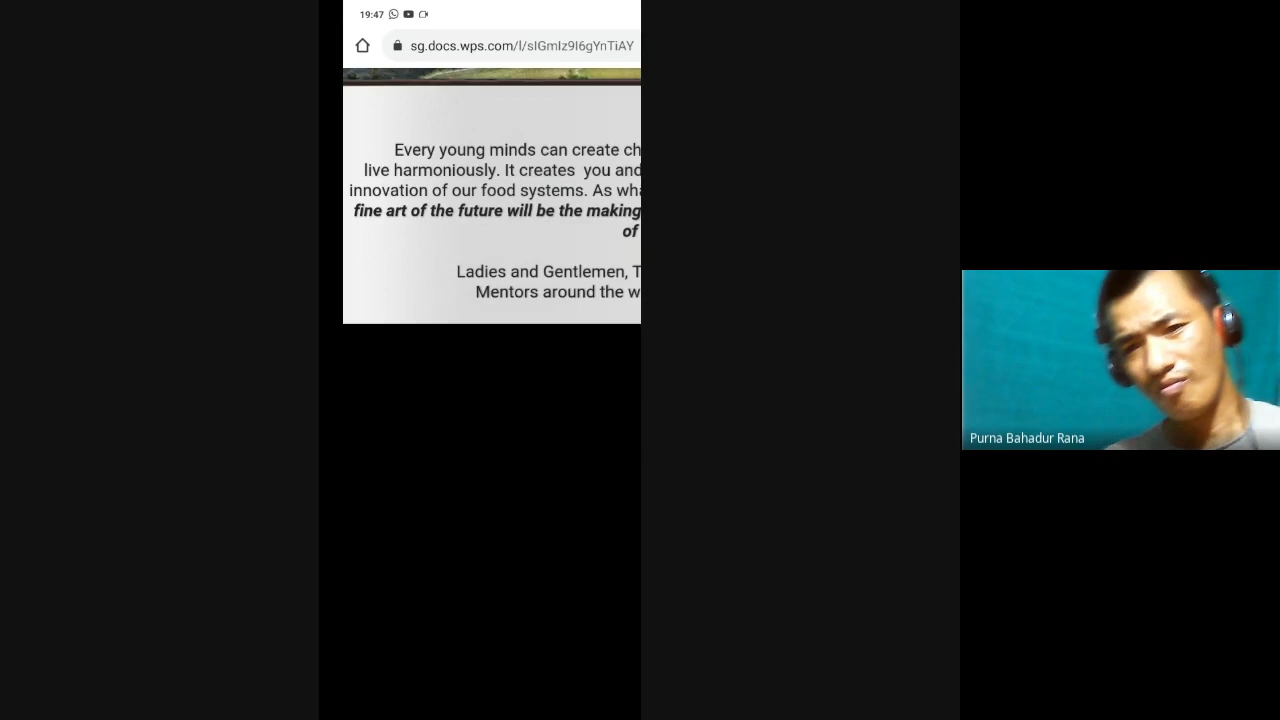 19:47
sg.docs.wps.com/l/sIGmIz9I6gYnTiAY
Every young minds can create ch
live harmoniously. It creates you and
innovation of our food systems. As wha
fine art of the future will be the making
of
Ladies and Gentlemen, T
Mentors around the w
Purna Bahadur Rana